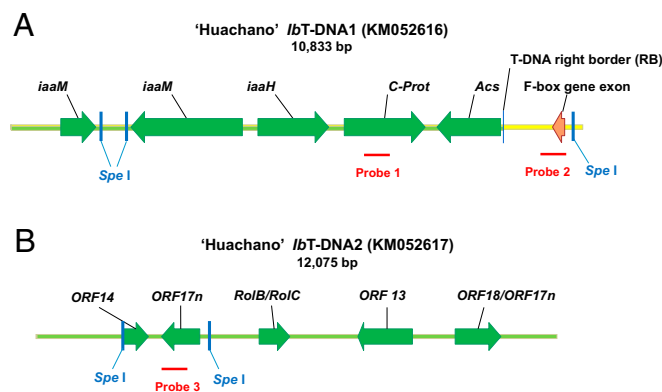 A
'Huachano' IbT-DNA1 (KM052616)
10,833 bp
T-DNA right border (RB)
iaaM iaaM iaaH C-Prot Acs F-box gene exon
Spe I Probe 1 Probe 2 Spe I
B
'Huachano' IbT-DNA2 (KM052617)
12,075 bp
ORF14 ORF17n RolB/RolC ORF 13 ORF18/ORF17n
Spe I Spe I
Probe 3